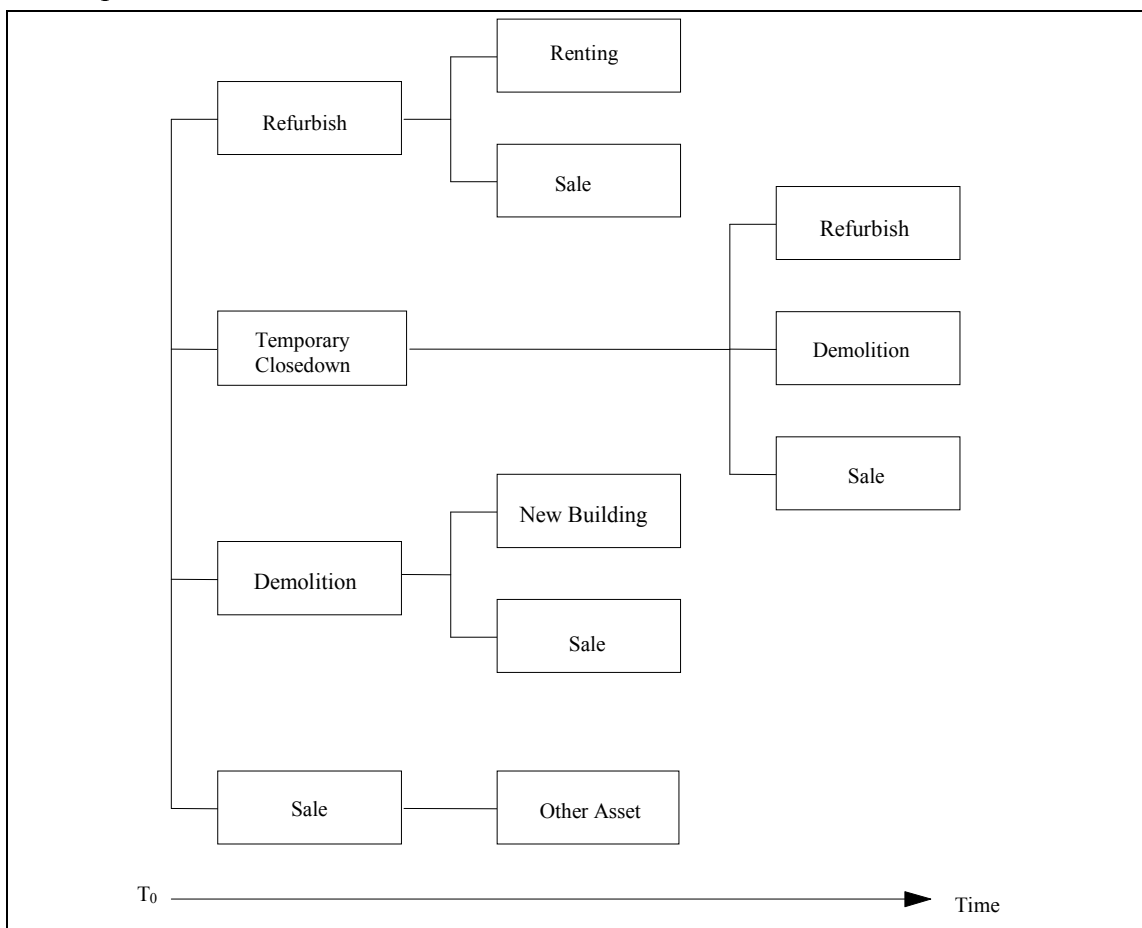 Renting
Refurbish
Sale
Refurbish
Temporary
Closedown
Demolition
Sale
New Building
Demolition
Sale
Sale
Other Asset
T₀
Time